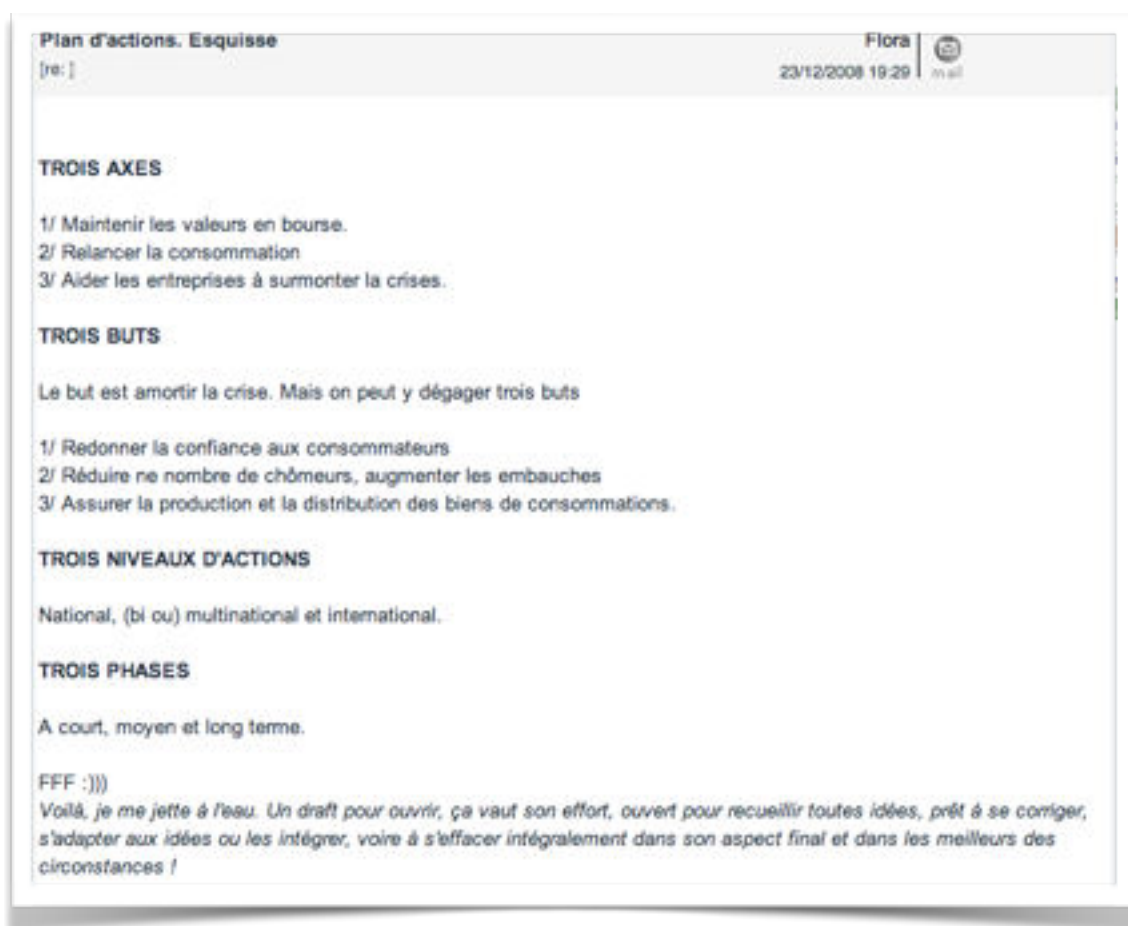 Plan d'actions. Esquisse
Flora
[re: ]
23/12/2008 19:29
mail
TROIS AXES
1/ Maintenir les valeurs en bourse.
2/ Relancer la consommation
3/ Aider les entreprises à surmonter la crises.
TROIS BUTS
Le but est amortir la crise. Mais on peut y dégager trois buts
1/ Redonner la confiance aux consommateurs
2/ Réduire ne nombre de chômeurs, augmenter les embauches
3/ Assurer la production et la distribution des biens de consommations.
TROIS NIVEAUX D'ACTIONS
National, (bi ou) multinational et international.
TROIS PHASES
A court, moyen et long terme.
FFF :)))
Voilà, je me jette à l'eau. Un draft pour ouvrir, ça vaut son effort, ouvert pour recueillir toutes idées, prêt à se corriger,
s'adapter aux idées ou les intégrer, voire à s'effacer intégralement dans son aspect final et dans les meilleurs des
circonstances !